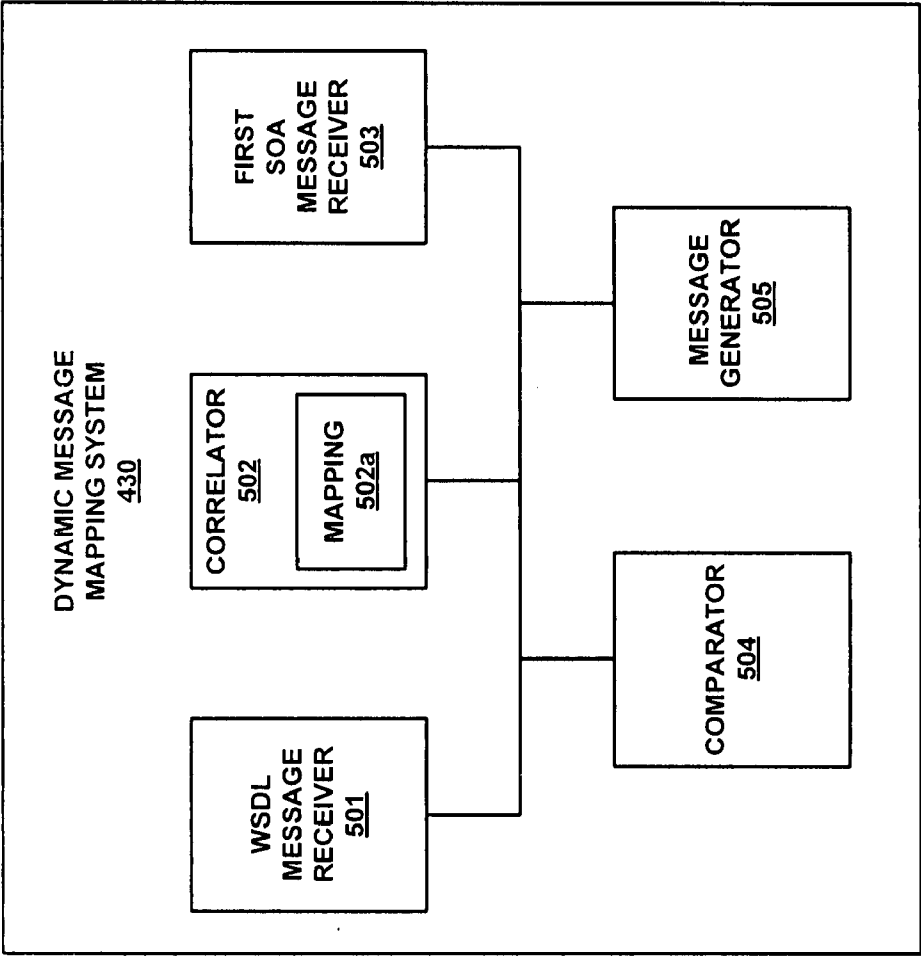 DYNAMIC MESSAGE
MAPPING SYSTEM
430
WSDL
MESSAGE
RECEIVER
501
CORRELATOR
502
MAPPING
502a
FIRST
SOA
MESSAGE
RECEIVER
503
COMPARATOR
504
MESSAGE
GENERATOR
505